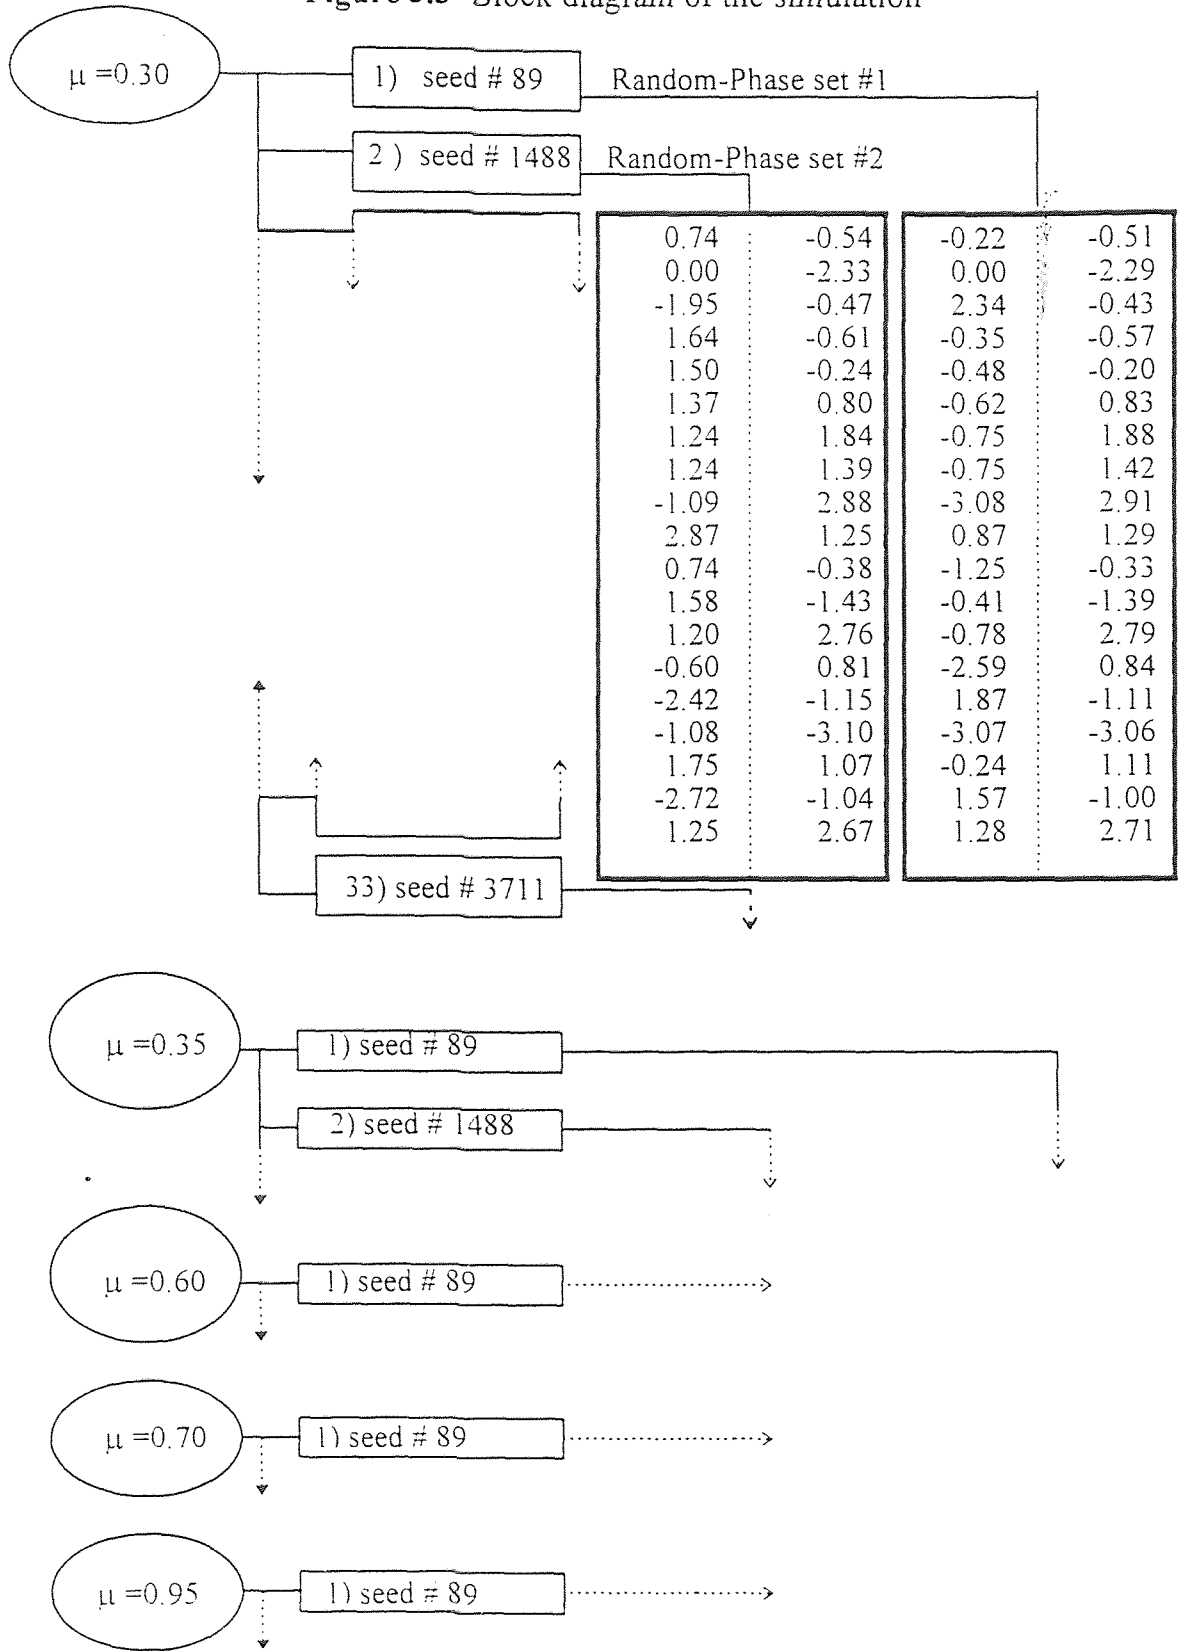 Figure 3.3 Block diagram of the simulation
μ =0.30
1) seed # 89
Random-Phase set #1
2 ) seed # 1488
Random-Phase set #2
0.74 -0.54 -0.22 -0.51
0.00 -2.33 0.00 -2.29
-1.95 -0.47 2.34 -0.43
1.64 -0.61 -0.35 -0.57
1.50 -0.24 -0.48 -0.20
1.37 0.80 -0.62 0.83
1.24 1.84 -0.75 1.88
1.24 1.39 -0.75 1.42
-1.09 2.88 -3.08 2.91
2.87 1.25 0.87 1.29
0.74 -0.38 -1.25 -0.33
1.58 -1.43 -0.41 -1.39
1.20 2.76 -0.78 2.79
-0.60 0.81 -2.59 0.84
-2.42 -1.15 1.87 -1.11
-1.08 -3.10 -3.07 -3.06
1.75 1.07 -0.24 1.11
-2.72 -1.04 1.57 -1.00
1.25 2.67 1.28 2.71
33) seed # 3711
μ =0.35
1) seed # 89
2) seed # 1488
μ =0.60
1) seed # 89
μ =0.70
1) seed # 89
μ =0.95
1) seed # 89